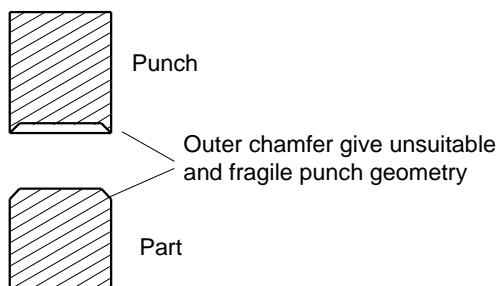 Punch
Outer chamfer give unsuitable
and fragile punch geometry
Part